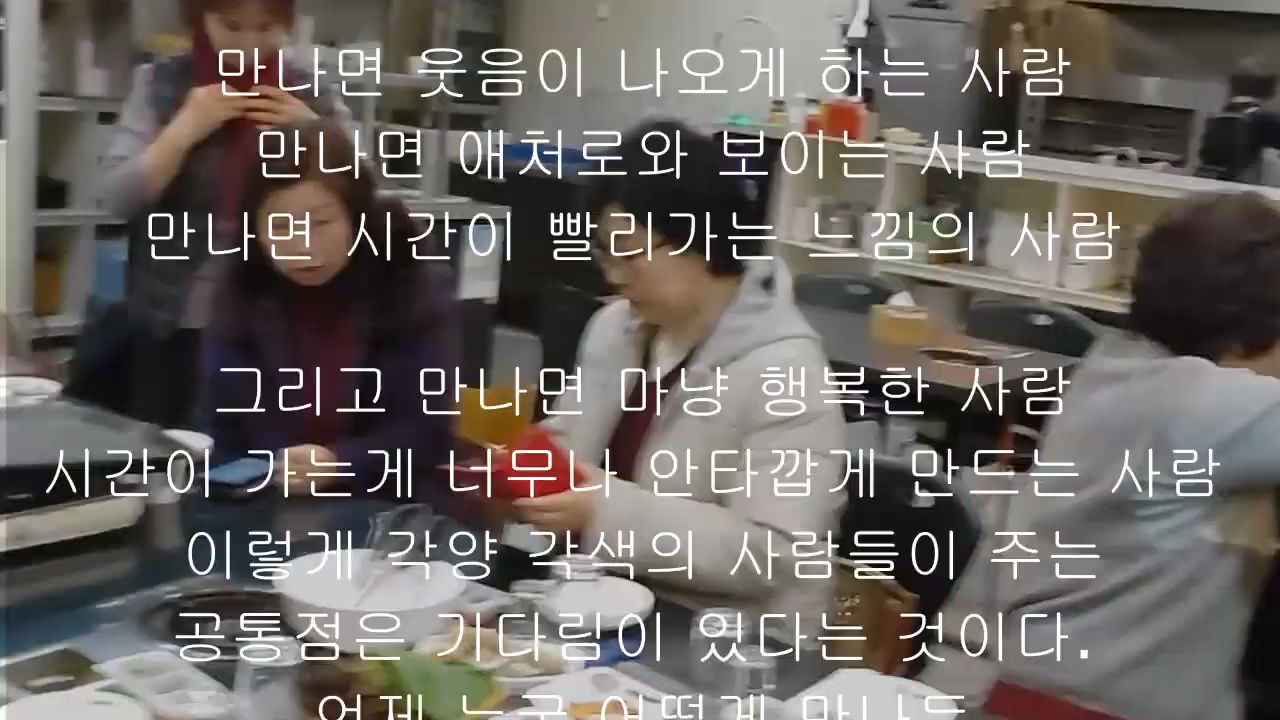 만나면 웃음이 나오게 하는 사람
만나면 애처로와 보이는 사람
만나면 시간이 빨리가는 느낌의 사람
그리고 만나면 마냥 행복한 사람
시간이 가는게 너무나 안타깝게 만드는 사람
이렇게 각양 각색의 사람들이 주는
공통점은 기다림이 있다는 것이다.